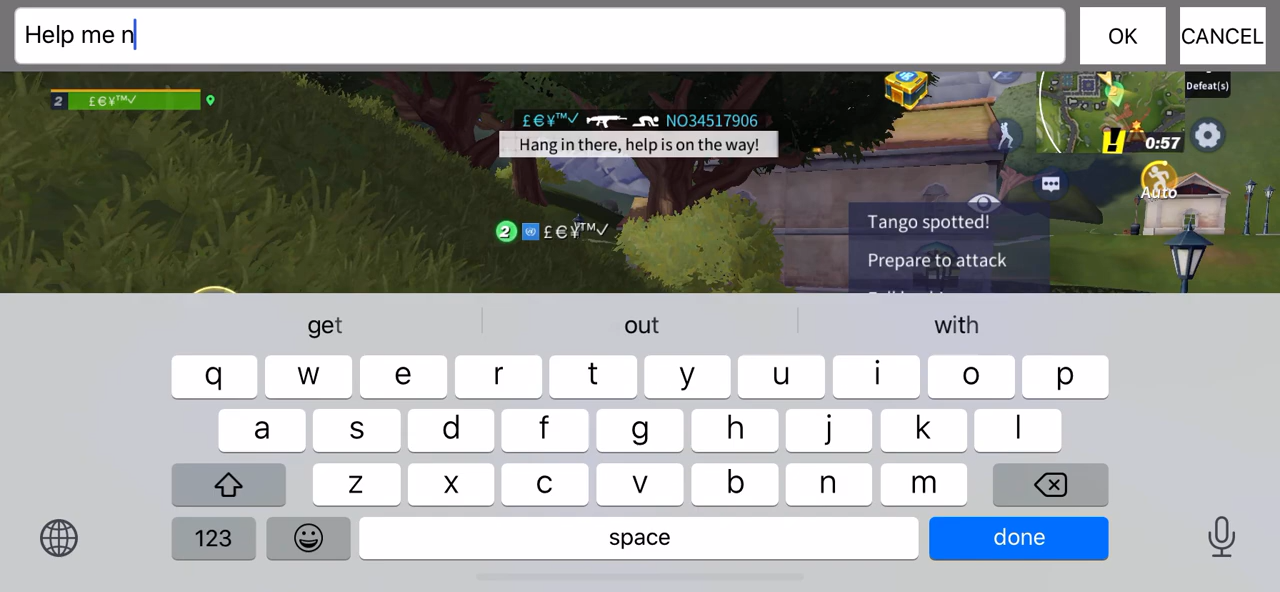 Help me n
OK
CANCEL
2 £€¥™✓
Defeat(s)
£€¥™✓ NO34517906
Hang in there, help is on the way!
0:57
Auto
2 £€¥™✓
Tango spotted!
Prepare to attack
get out with
q w e r t y u i o p
a s d f g h j k l
z x c v b n m
123 space done